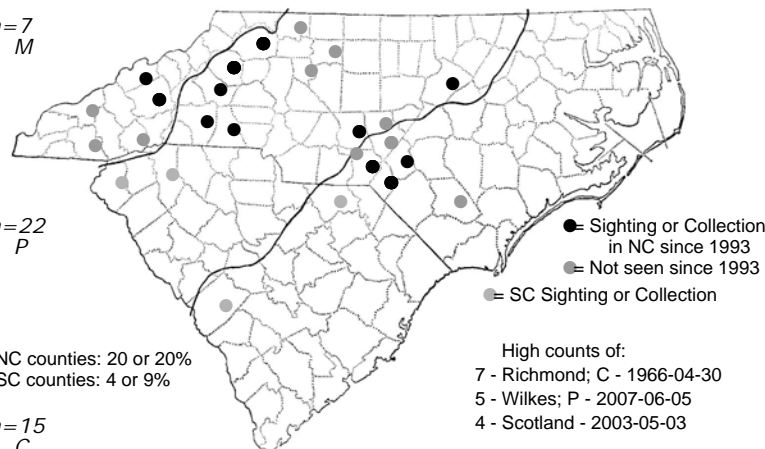 =7
M
=22
P
= Sighting or Collection
in NC since 1993
= Not seen since 1993
= SC Sighting or Collection
NC counties: 20 or 20%
SC counties: 4 or 9%
High counts of:
7 - Richmond; C - 1966-04-30
5 - Wilkes; P - 2007-06-05
4 - Scotland - 2003-05-03
=15
C